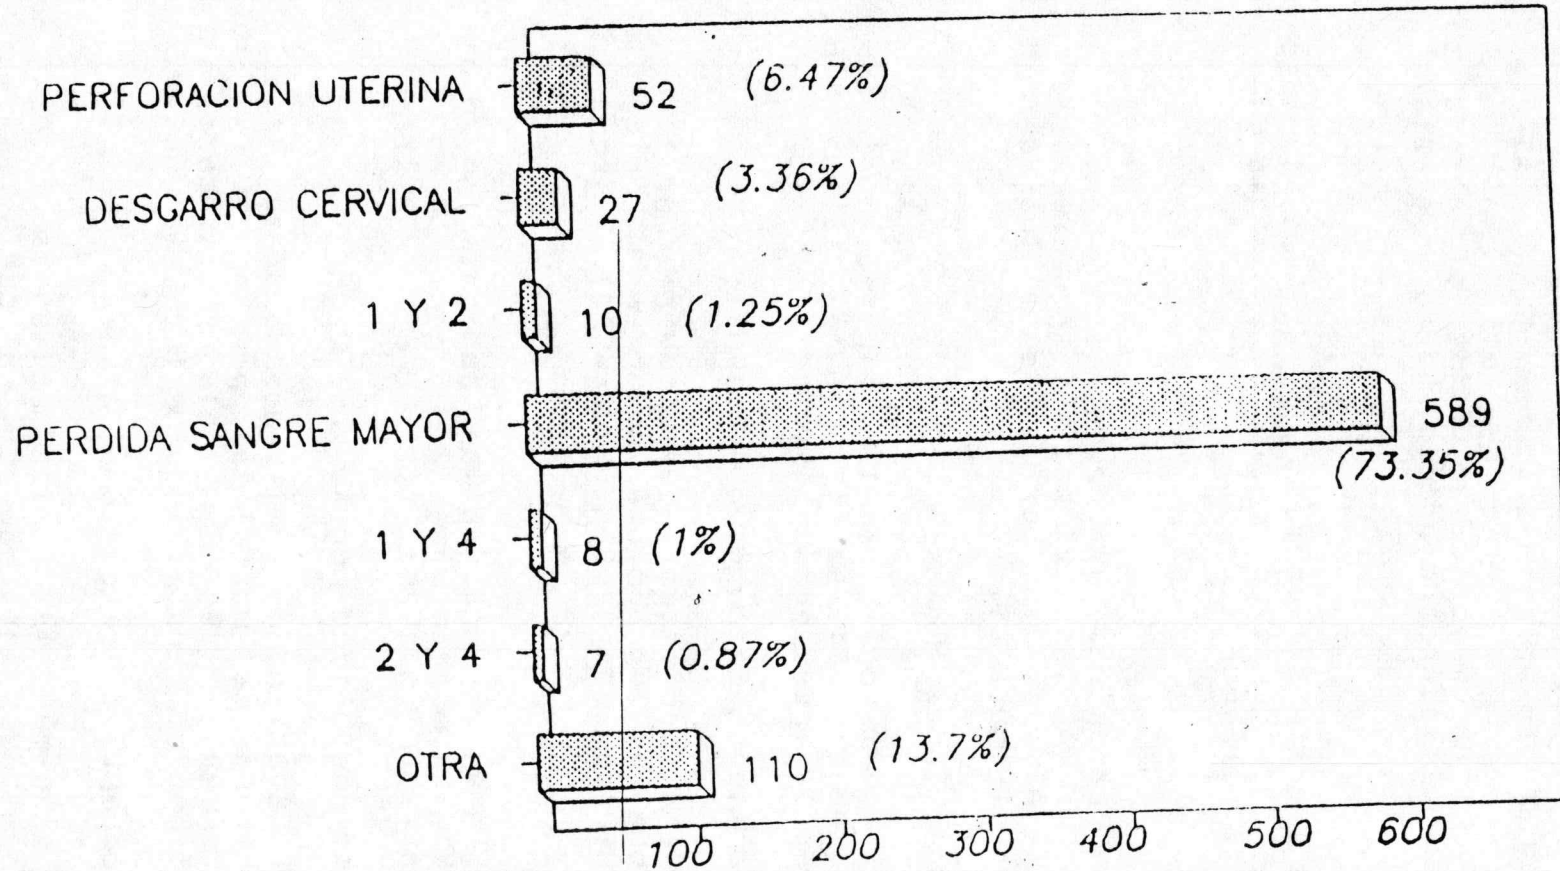 PERFORACION UTERINA 52 (6.47%)
DESGARRO CERVICAL 27 (3.36%)
1 Y 2 10 (1.25%)
PERDIDA SANGRE MAYOR 589
(73.35%)
1 Y 4 8 (1%)
2 Y 4 7 (0.87%)
OTRA 110 (13.7%)
100 200 300 400 500 600